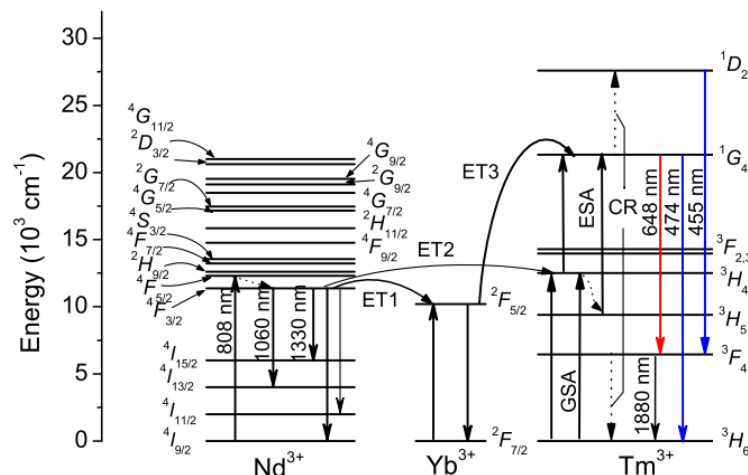 Energy (10³ cm⁻¹)
30
25
20
15
10
5
0
⁴G₁₁/₂
²D₃/₂
²G₇/₂
⁴G₅/₂
⁴S₃/₂
⁴F₇/₂
²H₉/₂
⁴F₅/₂
⁴F₃/₂
⁴I₁₅/₂
⁴I₁₃/₂
⁴I₁₁/₂
⁴I₉/₂
⁴G₉/₂
²G₉/₂
⁴G₇/₂
²H₁₁/₂
⁴F₉/₂
808 nm
1060 nm
1330 nm
ET1
ET2
ET3
²F₅/₂
²F₇/₂
GSA
ESA
CR
648 nm
474 nm
455 nm
1880 nm
¹D₂
¹G₄
³F₂,₃
³H₄
³H₅
³F₄
³H₆
Nd³⁺
Yb³⁺
Tm³⁺